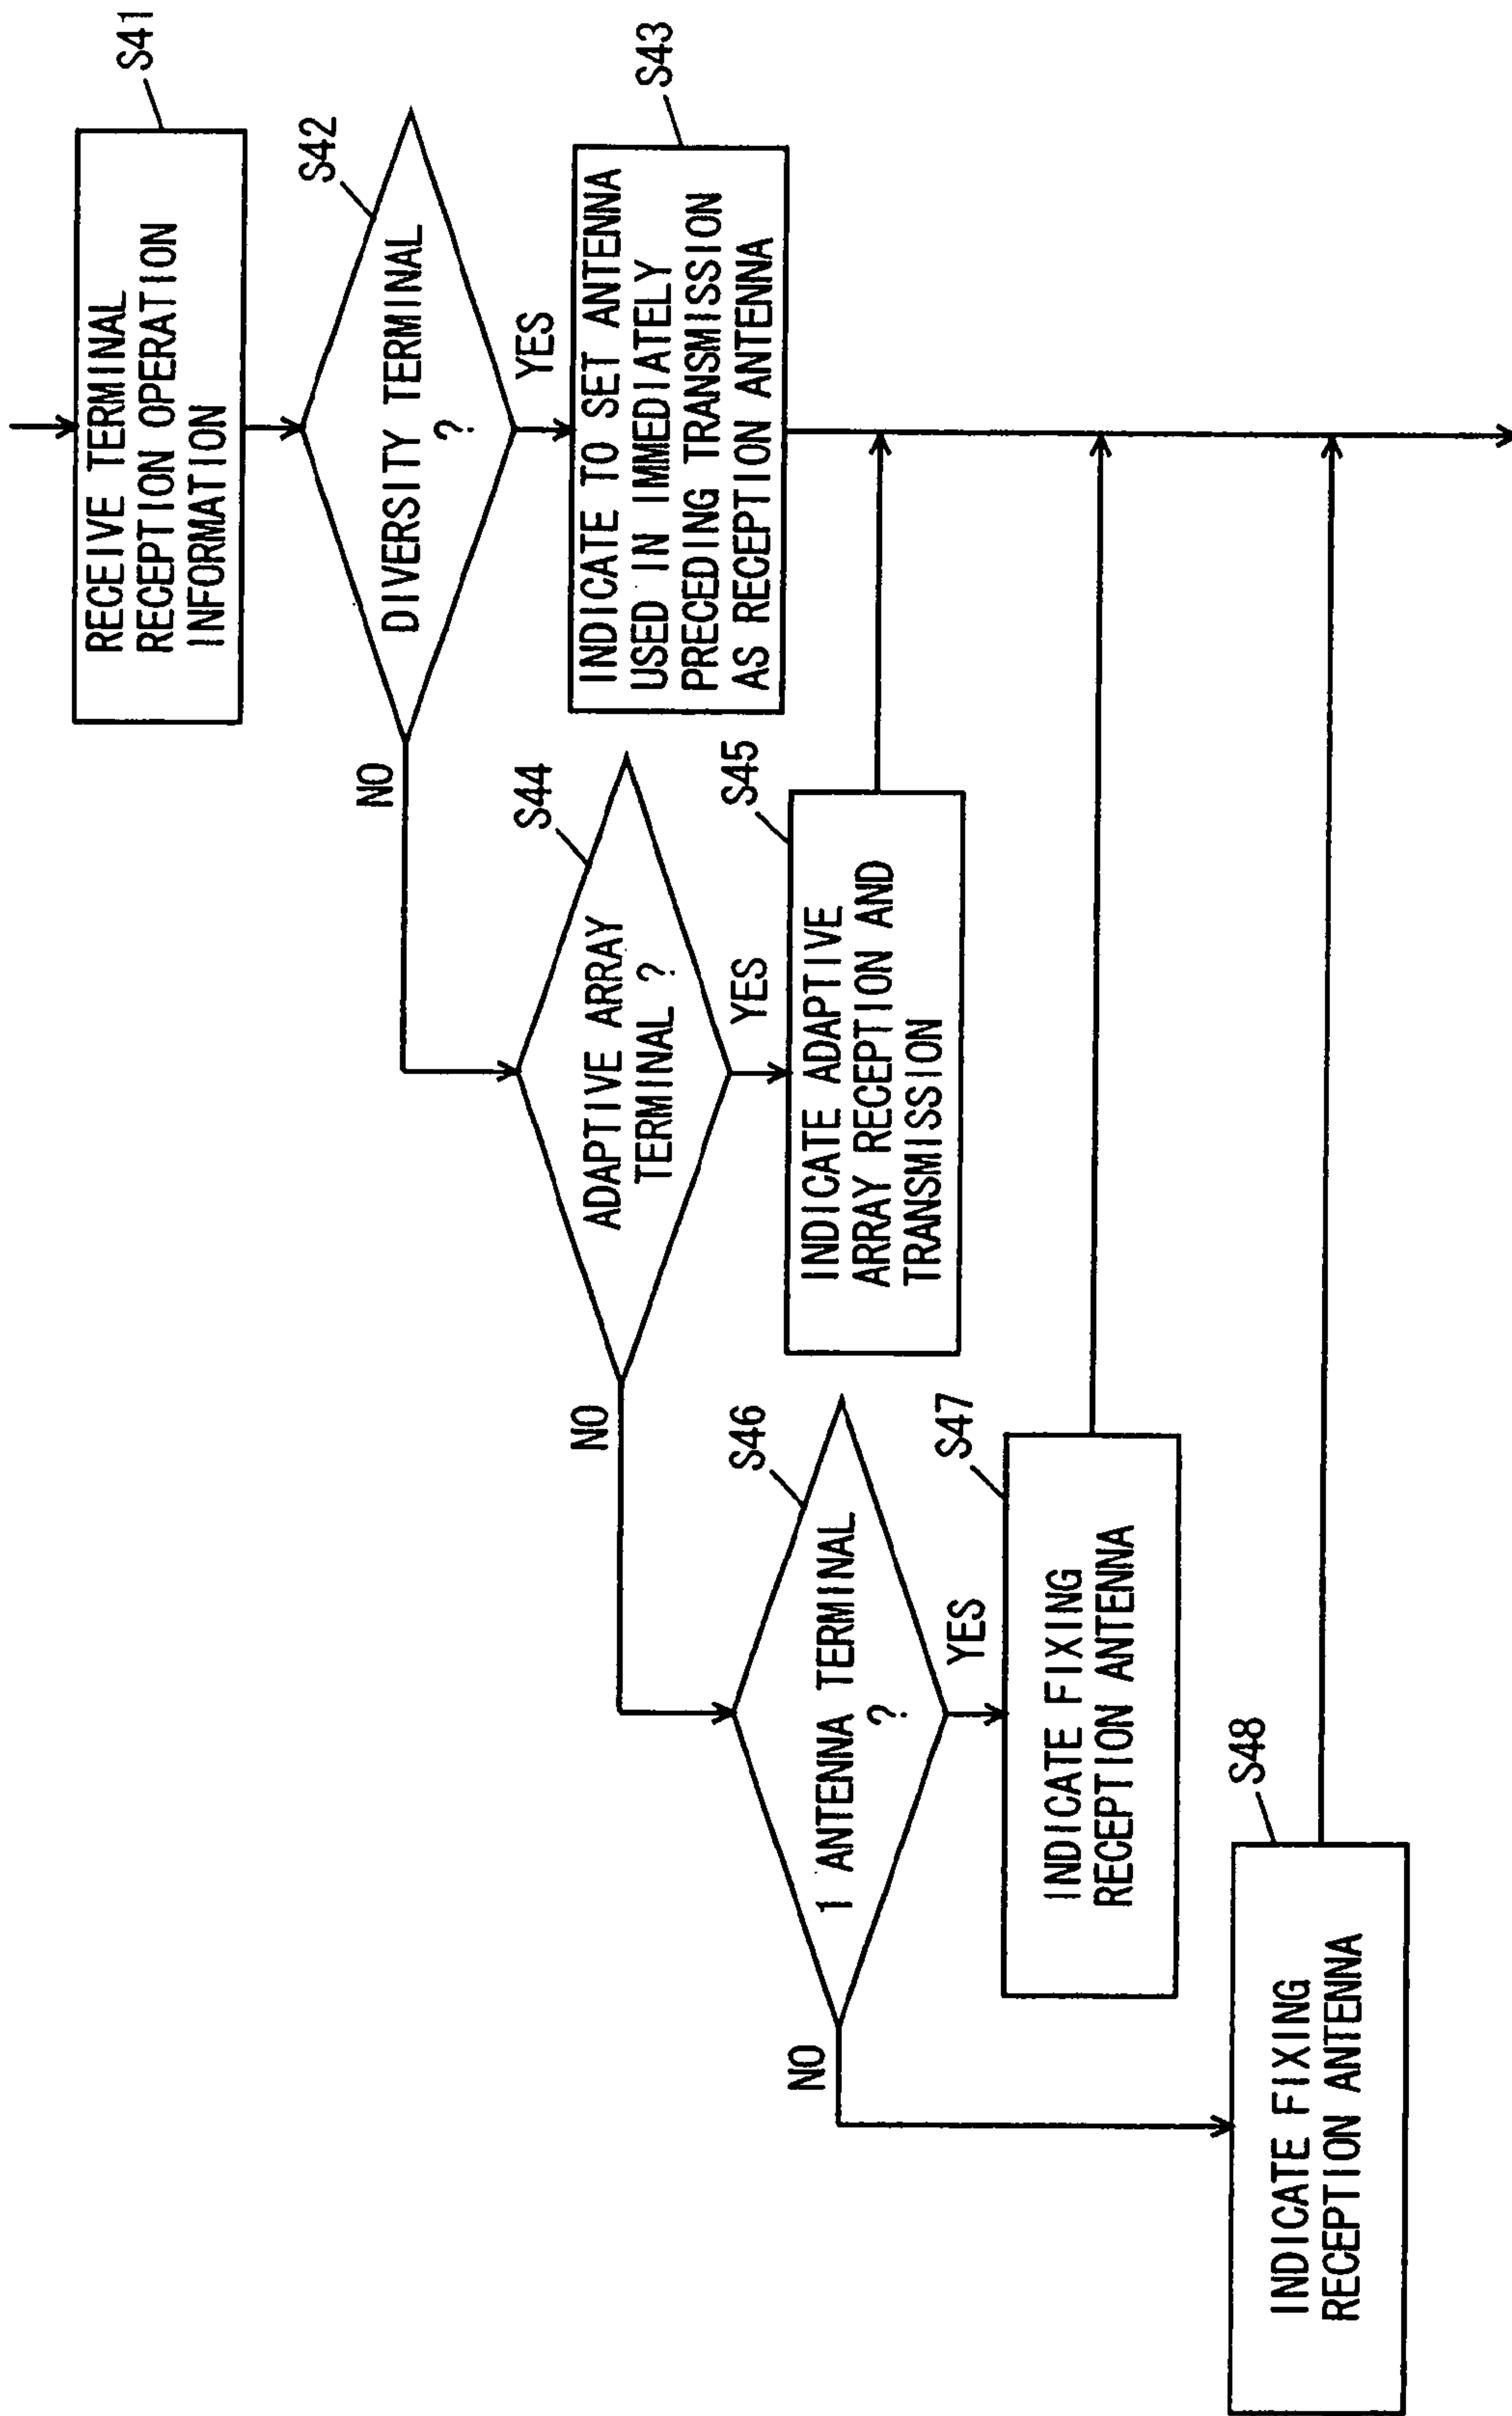 S41
RECEIVE TERMINAL
RECEPTION OPERATION
INFORMATION
S42
DIVERSITY TERMINAL
?
NO
YES
S43
INDICATE TO SET ANTENNA
USED IN IMMEDIATELY
PRECEDING TRANSMISSION
AS RECEPTION ANTENNA
S44
ADAPTIVE ARRAY
TERMINAL ?
NO
YES
S45
INDICATE ADAPTIVE
ARRAY RECEPTION AND
TRANSMISSION
S46
1 ANTENNA TERMINAL
?
NO
YES
S47
INDICATE FIXING
RECEPTION ANTENNA
S48
INDICATE FIXING
RECEPTION ANTENNA